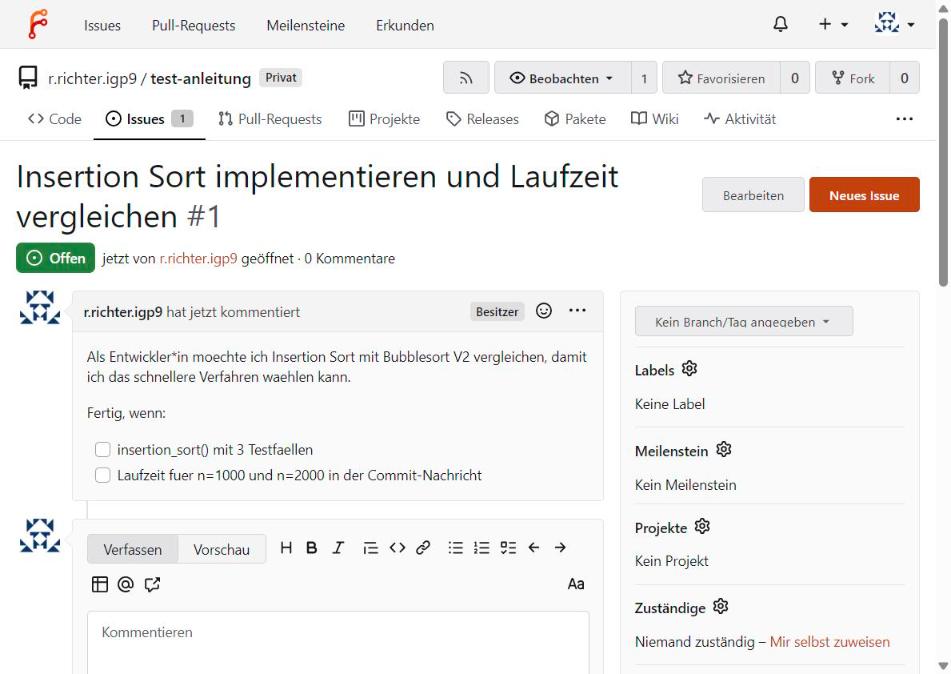 Issues Pull-Requests Meilensteine Erkunden
r.richter.igp9 / test-anleitung Privat
Beobachten 1 Favorisieren 0 Fork 0
Code Issues 1 Pull-Requests Projekte Releases Pakete Wiki Aktivität
Insertion Sort implementieren und Laufzeit
vergleichen #1
Bearbeiten
Neues Issue
Offen jetzt von r.richter.igp9 geöffnet · 0 Kommentare
r.richter.igp9 hat jetzt kommentiert Besitzer
Als Entwickler*in moechte ich Insertion Sort mit Bubblesort V2 vergleichen, damit
ich das schnellere Verfahren waehlen kann.
Fertig, wenn:
insertion_sort() mit 3 Testfaellen
Laufzeit fuer n=1000 und n=2000 in der Commit-Nachricht
Verfassen Vorschau H B I
Aa
Kommentieren
Kein Branch/Tag angegeben
Labels
Keine Label
Meilenstein
Kein Meilenstein
Projekte
Kein Projekt
Zuständige
Niemand zuständig – Mir selbst zuweisen